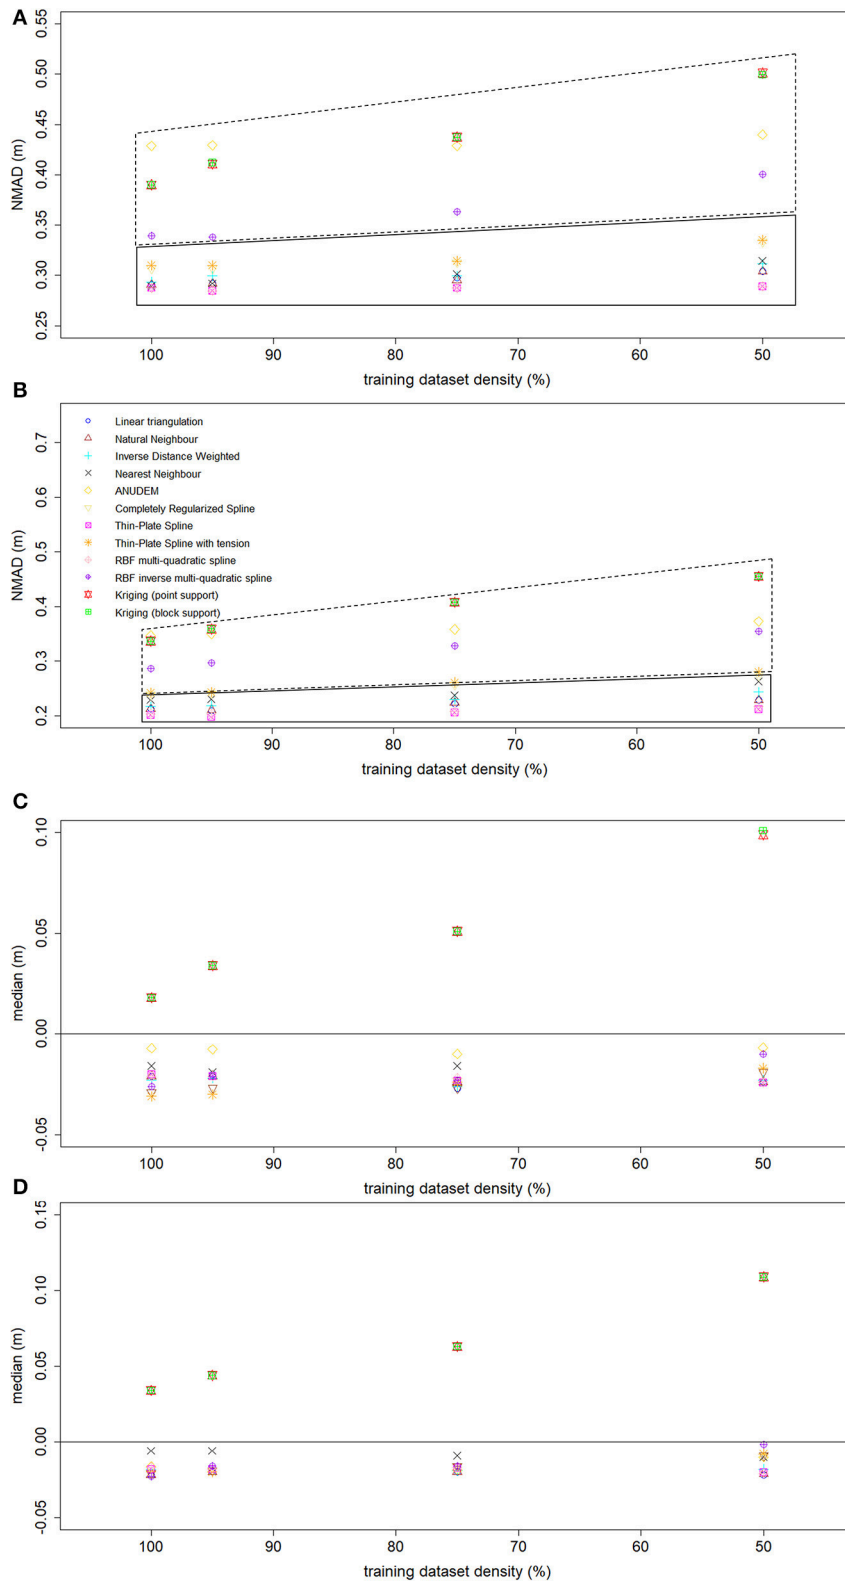 A
0.55
0.50
0.45
0.40
0.35
0.30
0.25
NMAD (m)
100 90 80 70 60 50
training dataset density (%)
B
0.7
0.6
0.5
0.4
0.3
0.2
NMAD (m)
Linear triangulation
Natural Neighbour
Inverse Distance Weighted
Nearest Neighbour
ANUDEM
Completely Regularized Spline
Thin-Plate Spline
Thin-Plate Spline with tension
RBF multi-quadratic spline
RBF inverse multi-quadratic spline
Kriging (point support)
Kriging (block support)
100 90 80 70 60 50
training dataset density (%)
C
0.10
0.05
0.00
-0.05
median (m)
100 90 80 70 60 50
training dataset density (%)
D
0.15
0.10
0.05
0.00
-0.05
median (m)
100 90 80 70 60 50
training dataset density (%)